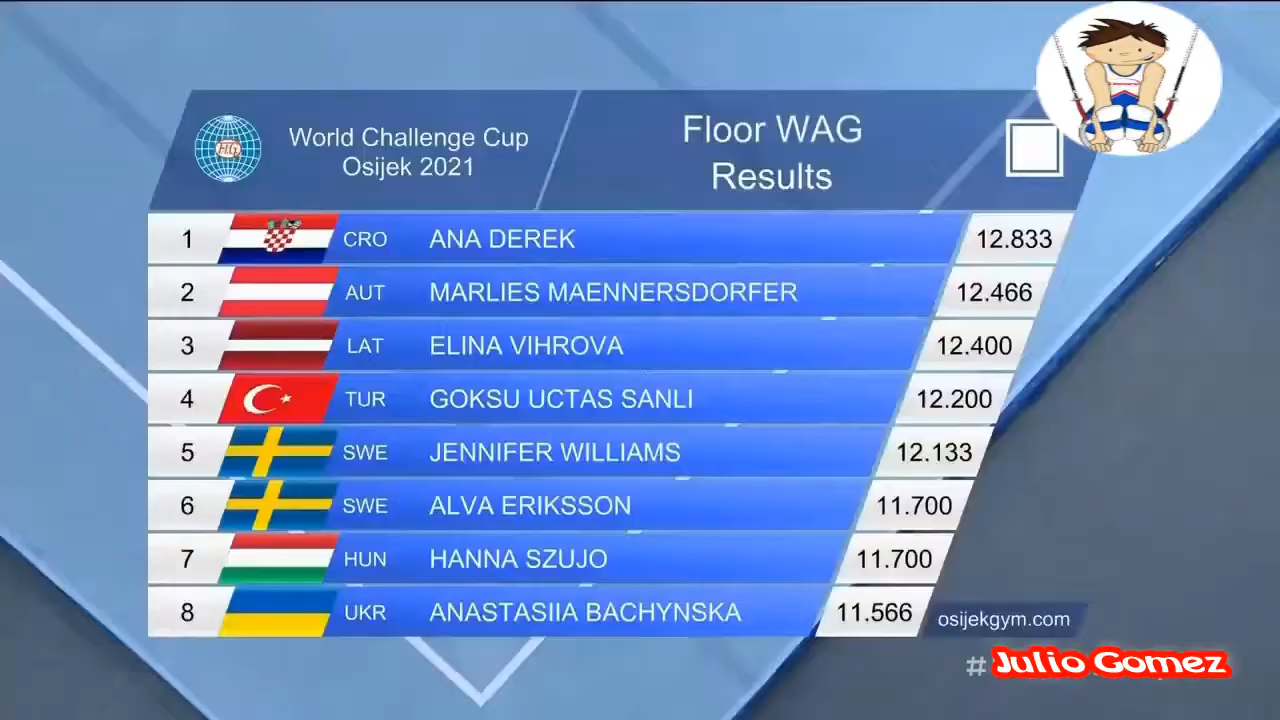 World Challenge Cup
Osijek 2021
Floor WAG
Results
FIG
1 CRO ANA DEREK 12.833
2 AUT MARLIES MAENNERSDORFER 12.466
3 LAT ELINA VIHROVA 12.400
4 TUR GOKSU UCTAS SANLI 12.200
5 SWE JENNIFER WILLIAMS 12.133
6 SWE ALVA ERIKSSON 11.700
7 HUN HANNA SZUJO 11.700
8 UKR ANASTASIIA BACHYNSKA 11.566
osijekgym.com
# Julio Gomez